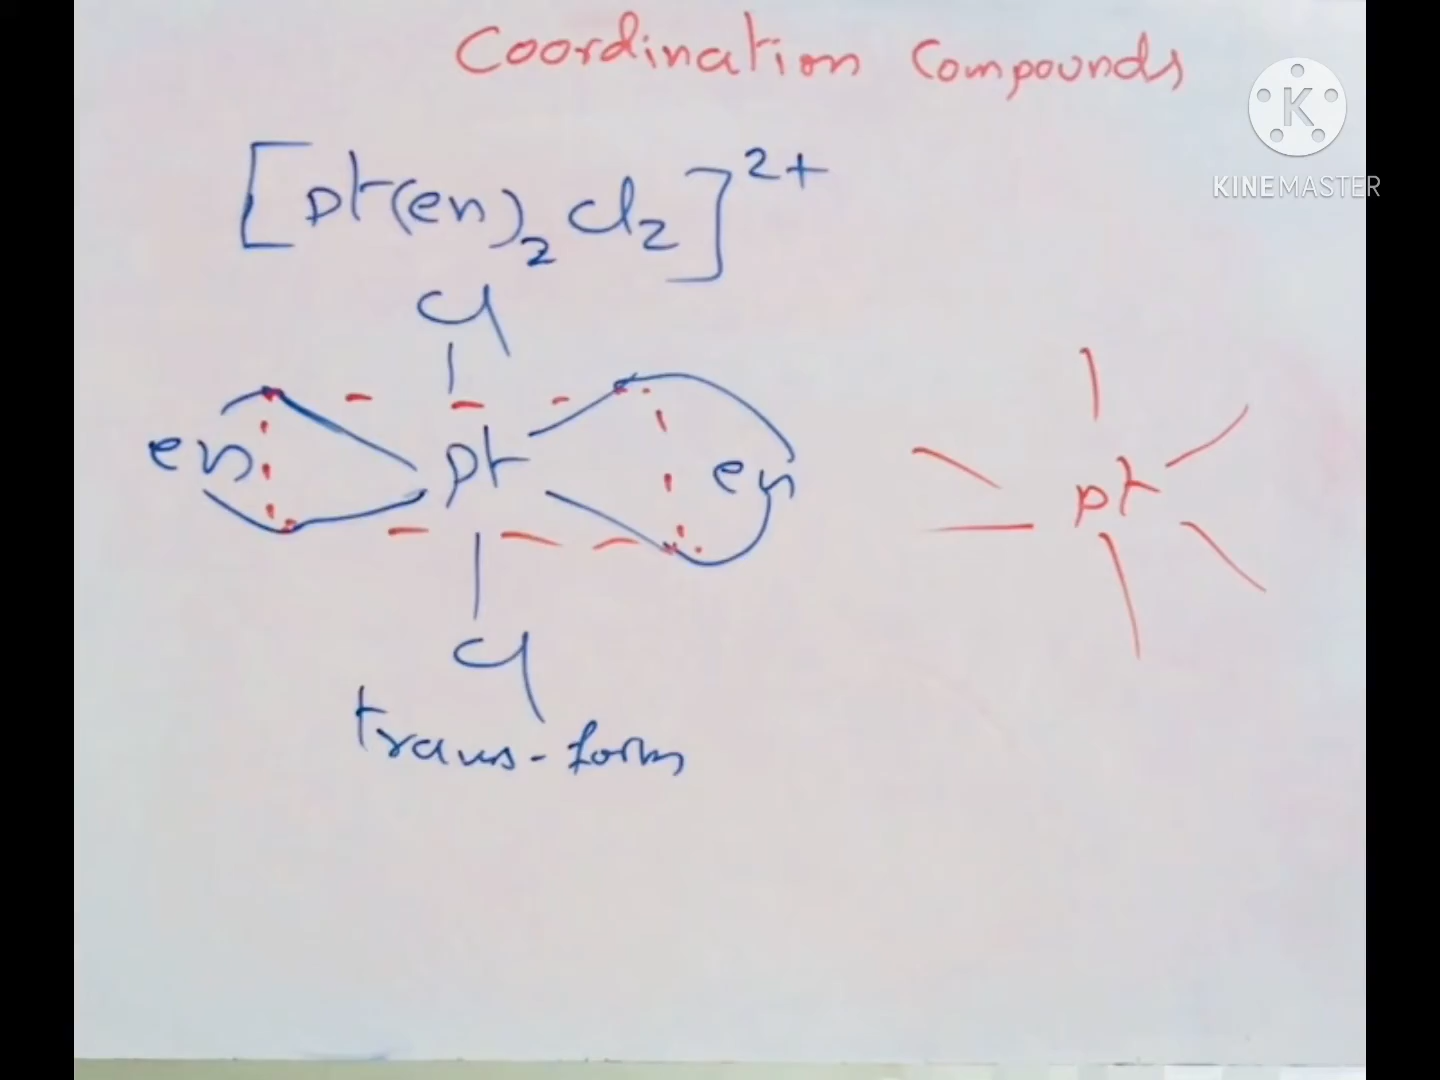 Coordination Compounds
K
KINEMASTER
[pt(en)₂Cl₂]²⁺
Cl
en pt en
pt
Cl
trans-form